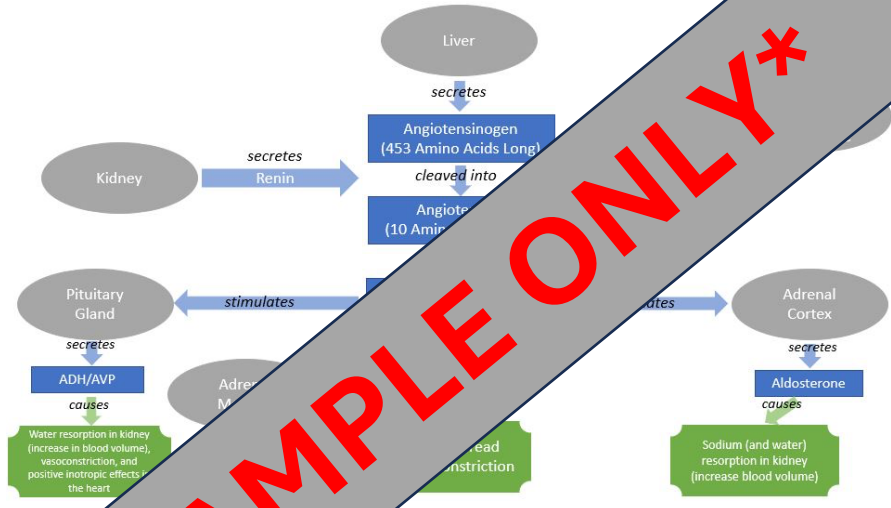 Liver
secretes
Angiotensinogen
(453 Amino Acids Long)
Kidney
secretes
Renin
cleaved into
(10
Pituitary
Gland
stimulates
Adrenal
Cortex
secretes
secretes
ADH/AVP
Aldosterone
causes
causes
Water resorption in kidney
(increase in blood volume),
vasoconstriction, and
positive inotropic effects
the heart
Sodium (and water)
resorption in kidney
(increase blood volume)
ONLY*